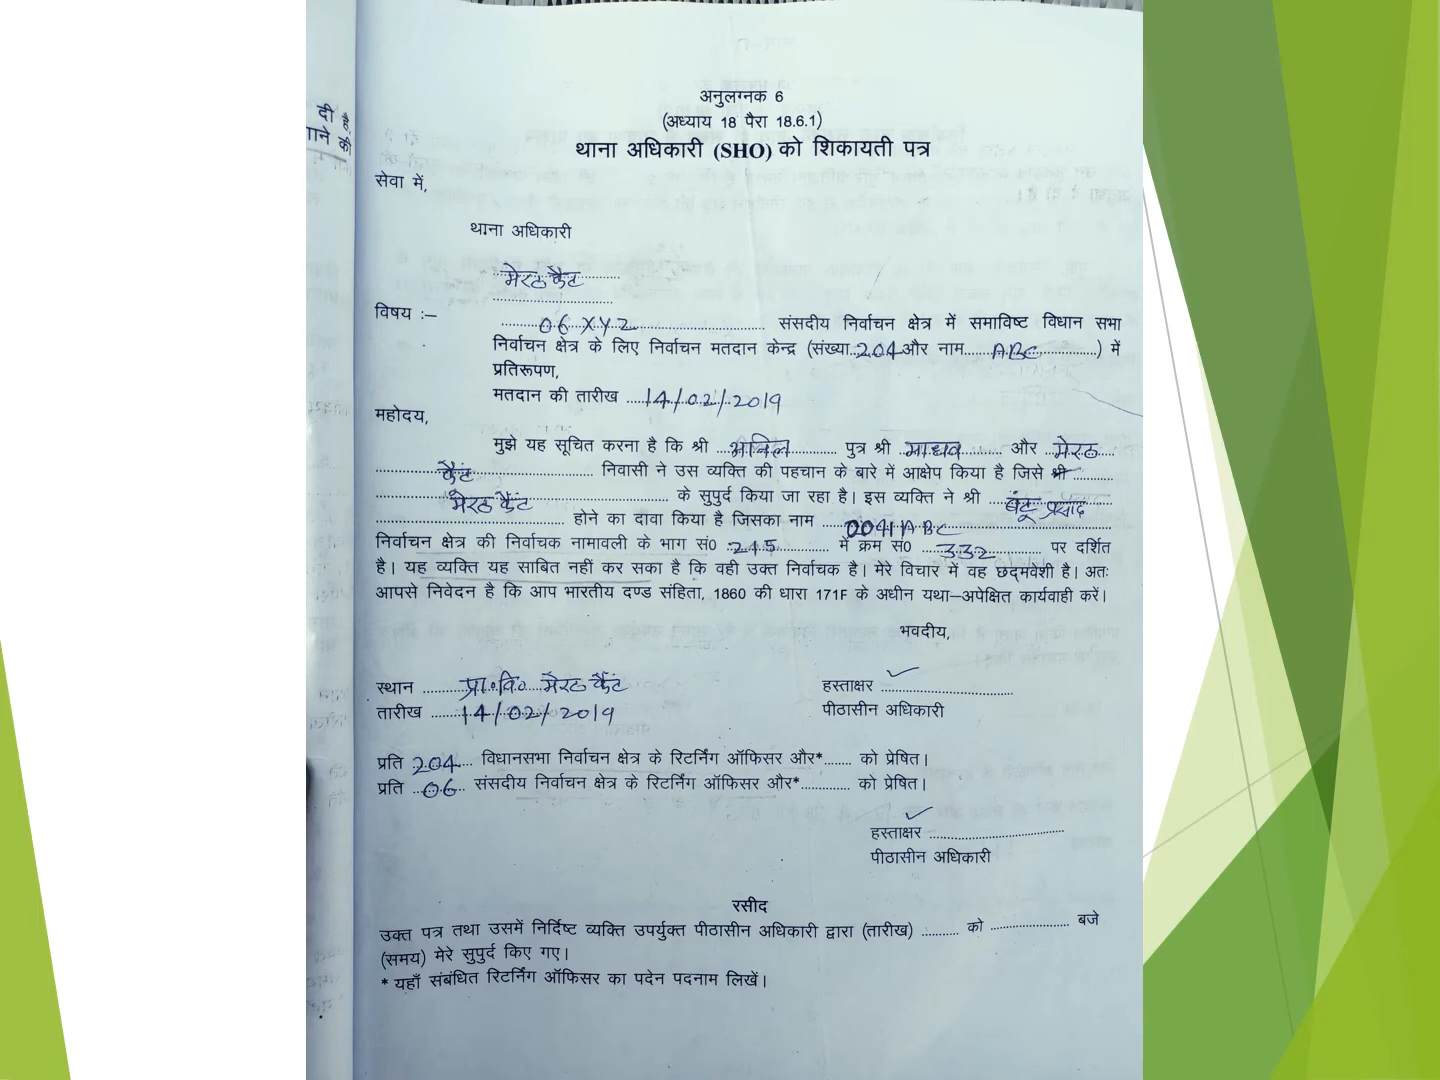 दी है,
गाने की
अनुलग्नक 6
(अध्याय 18 पैरा 18.6.1)
थाना अधिकारी (SHO) को शिकायती पत्र
सेवा में,
थाना अधिकारी
मेरठ कैंट
विषय :–
06 XYZ संसदीय निर्वाचन क्षेत्र में समाविष्ट विधान सभा
निर्वाचन क्षेत्र के लिए निर्वाचन मतदान केन्द्र (संख्या 204 और नाम ABC) में
प्रतिरूपण,
मतदान की तारीख 14/02/2019
महोदय,
मुझे यह सूचित करना है कि श्री अनिल पुत्र श्री माधव और मेरठ
कैंट निवासी ने उस व्यक्ति की पहचान के बारे में आक्षेप किया है जिसे श्री
मेरठ कैंट के सुपुर्द किया जा रहा है। इस व्यक्ति ने श्री बंटू प्रसाद
होने का दावा किया है जिसका नाम 0041ABC
निर्वाचन क्षेत्र की निर्वाचक नामावली के भाग सं0 215 में क्रम सं0 332 पर दर्शित
है। यह व्यक्ति यह साबित नहीं कर सका है कि वही उक्त निर्वाचक है। मेरे विचार में वह छद्मवेशी है। अतः
आपसे निवेदन है कि आप भारतीय दण्ड संहिता, 1860 की धारा 171F के अधीन यथा–अपेक्षित कार्यवाही करें।
भवदीय,
स्थान प्रा.वि० मेरठ कैंट हस्ताक्षर
तारीख 14/02/2019 पीठासीन अधिकारी
प्रति 204 विधानसभा निर्वाचन क्षेत्र के रिटर्निंग ऑफिसर और* को प्रेषित।
प्रति 06 संसदीय निर्वाचन क्षेत्र के रिटर्निंग ऑफिसर और* को प्रेषित।
हस्ताक्षर
पीठासीन अधिकारी
रसीद
उक्त पत्र तथा उसमें निर्दिष्ट व्यक्ति उपर्युक्त पीठासीन अधिकारी द्वारा (तारीख) को बजे
(समय) मेरे सुपुर्द किए गए।
* यहाँ संबंधित रिटर्निंग ऑफिसर का पदेन पदनाम लिखें।